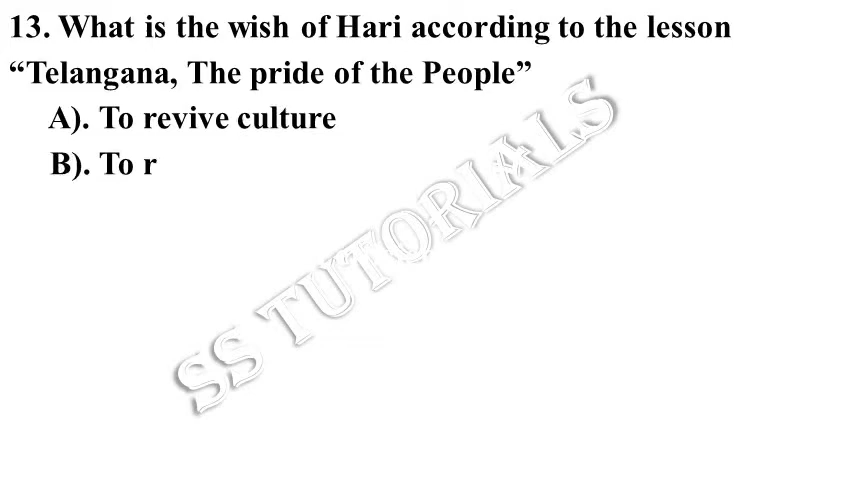 13. What is the wish of Hari according to the lesson
“Telangana, The pride of the People”
A). To revive culture
B). To r
SS TUTORIALS